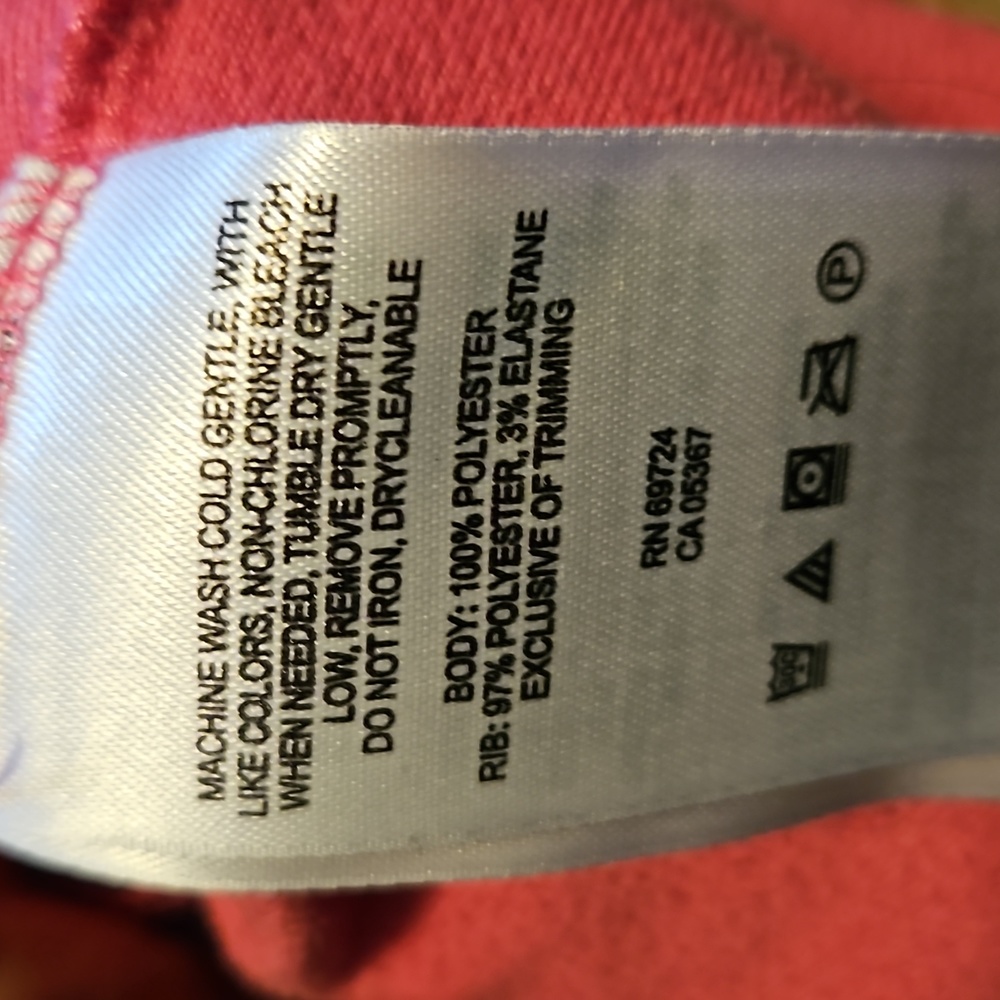 MACHINE WASH COLD GENTLE, WITH
LIKE COLORS, NON-CHLORINE BLEACH
WHEN NEEDED, TUMBLE DRY GENTLE
LOW, REMOVE PROMPTLY,
DO NOT IRON, DRYCLEANABLE
BODY: 100% POLYESTER
RIB: 97% POLYESTER, 3% ELASTANE
EXCLUSIVE OF TRIMMING
RN 69724
CA 05367
P